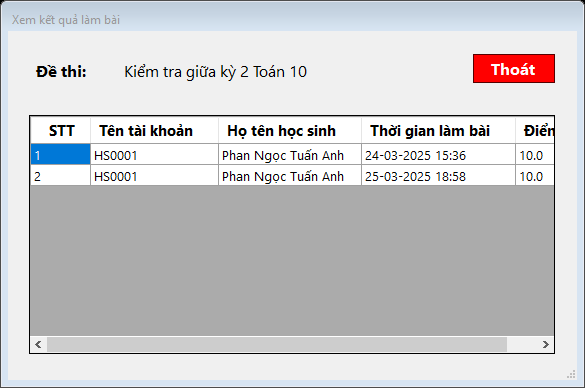 Xem kết quả làm bài
Đề thi: Kiểm tra giữa kỳ 2 Toán 10 Thoát
STT Tên tài khoản Họ tên học sinh Thời gian làm bài Điển
1 HS0001 Phan Ngọc Tuấn Anh 24-03-2025 15:36 10.0
2 HS0001 Phan Ngọc Tuấn Anh 25-03-2025 18:58 10.0